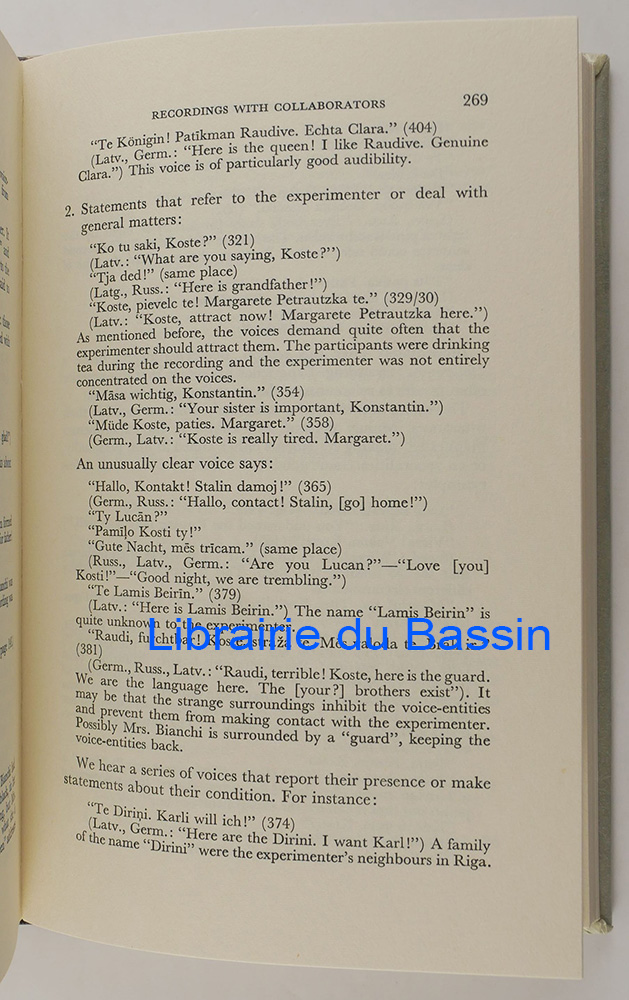 RECORDINGS WITH COLLABORATORS 269
“Te Königin! Patīkman Raudive. Echta Clara.” (404)
(Latv., Germ.: “Here is the queen! I like Raudive. Genuine
Clara.”) This voice is of particularly good audibility.
2. Statements that refer to the experimenter or deal with
general matters:
“Ko tu saki, Koste?” (321)
(Latv.: “What are you saying, Koste?”)
“Tja ded!” (same place)
(Latg., Russ.: “Here is grandfather!”)
“Koste, pievelc te! Margarete Petrautzka te.” (329/30)
(Latv.: “Koste, attract now! Margarete Petrautzka here.”)
As mentioned before, the voices demand quite often that the
experimenter should attract them. The participants were drinking
tea during the recording and the experimenter was not entirely
concentrated on the voices.
“Māsa wichtig, Konstantin.” (354)
(Latv., Germ.: “Your sister is important, Konstantin.”)
“Müde Koste, paties. Margaret.” (358)
(Germ., Latv.: “Koste is really tired. Margaret.”)
An unusually clear voice says:
“Hallo, Kontakt! Stalin damoj!” (365)
(Germ., Russ.: “Hallo, contact! Stalin, [go] home!”)
“Ty Lucān?”
“Pamīļo Kosti ty!”
“Gute Nacht, mēs trīcam.” (same place)
(Russ., Latv., Germ.: “Are you Lucan?”—“Love [you]
Kosti!”—“Good night, we are trembling.”)
“Te Lamis Beirīn.” (379)
(Latv.: “Here is Lamis Beirin.”) The name “Lamis Beirin” is
quite unknown to the experimenter.
Librairie du Bassin
“Raudi, furchtbar! Koste, straža te. Mēs valoda te.
(381)
(Germ., Russ., Latv.: “Raudi, terrible! Koste, here is the guard.
We are the language here. The [your?] brothers exist”). It
may be that the strange surroundings inhibit the voice-entities
and prevent them from making contact with the experimenter.
Possibly Mrs. Bianchi is surrounded by a “guard”, keeping the
voice-entities back.
We hear a series of voices that report their presence or make
statements about their condition. For instance:
“Te Diriņi. Karli will ich!” (374)
(Latv., Germ.: “Here are the Dirini. I want Karl!”) A family
of the name “Dirini” were the experimenter’s neighbours in Riga.